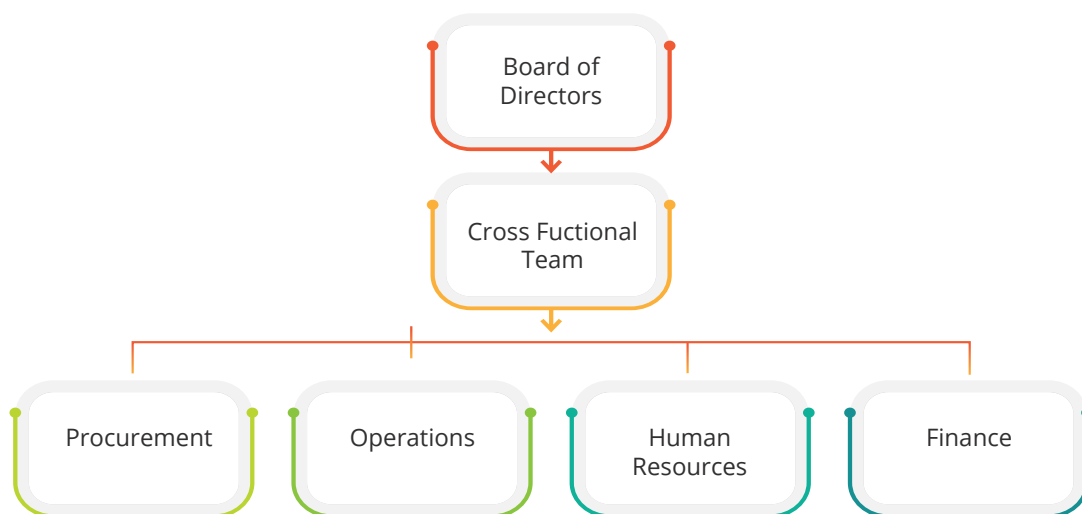 Board of
Directors
Cross Fuctional
Team
Procurement
Operations
Human
Resources
Finance